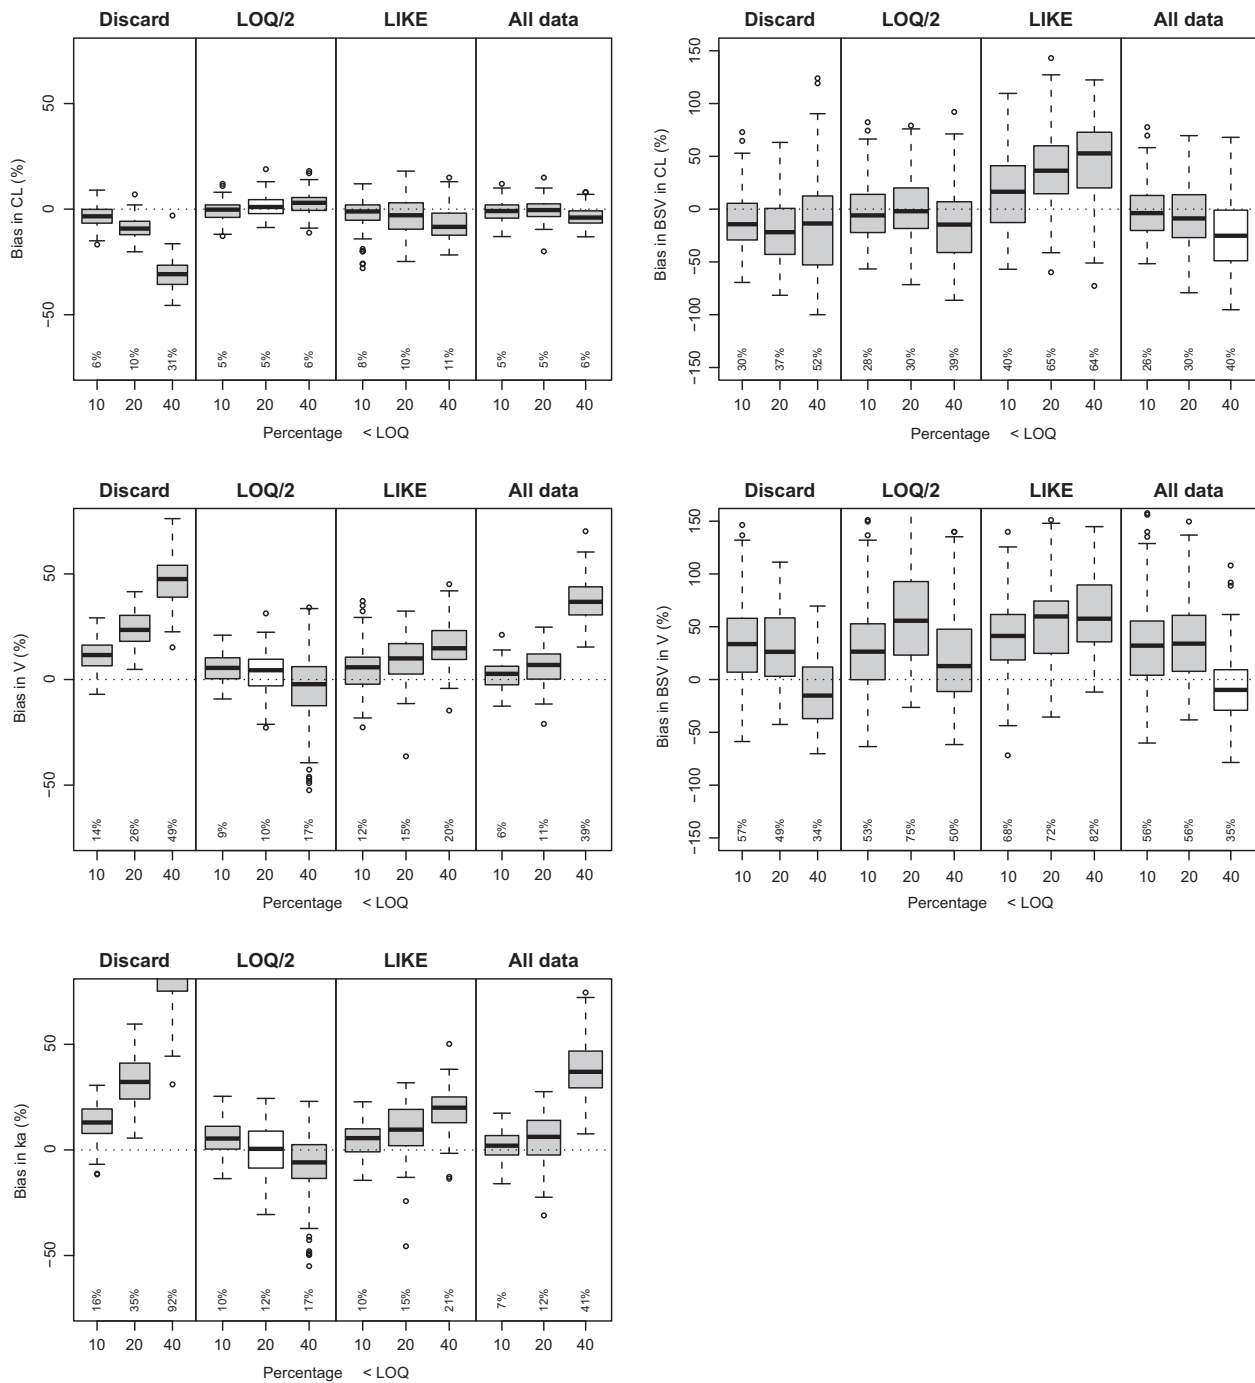 Discard LOQ/2 LIKE All data
Bias in CL (%)
50
0
−50
6% 10% 31% 5% 5% 6% 8% 10% 11% 5% 5% 6%
10 20 40 10 20 40 10 20 40 10 20 40
Percentage < LOQ
Discard LOQ/2 LIKE All data
Bias in BSV in CL (%)
150
100
50
0
−50
−100
−150
30% 37% 52% 28% 30% 39% 40% 65% 64% 26% 30% 40%
10 20 40 10 20 40 10 20 40 10 20 40
Percentage < LOQ
Discard LOQ/2 LIKE All data
Bias in V (%)
50
0
−50
14% 26% 49% 9% 10% 17% 12% 15% 20% 6% 11% 39%
10 20 40 10 20 40 10 20 40 10 20 40
Percentage < LOQ
Discard LOQ/2 LIKE All data
Bias in BSV in V (%)
150
100
50
0
−50
−100
−150
57% 49% 34% 53% 75% 50% 68% 72% 82% 56% 56% 35%
10 20 40 10 20 40 10 20 40 10 20 40
Percentage < LOQ
Discard LOQ/2 LIKE All data
Bias in ka (%)
50
0
−50
16% 35% 92% 10% 12% 17% 10% 15% 21% 7% 12% 41%
10 20 40 10 20 40 10 20 40 10 20 40
Percentage < LOQ